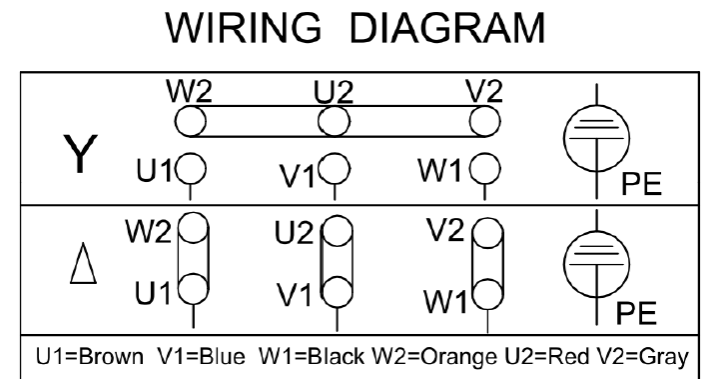 WIRING DIAGRAM
W2 U2 V2
Y
U1 V1 W1 PE
W2 U2 V2
Δ
U1 V1 W1 PE
U1=Brown V1=Blue W1=Black W2=Orange U2=Red V2=Gray